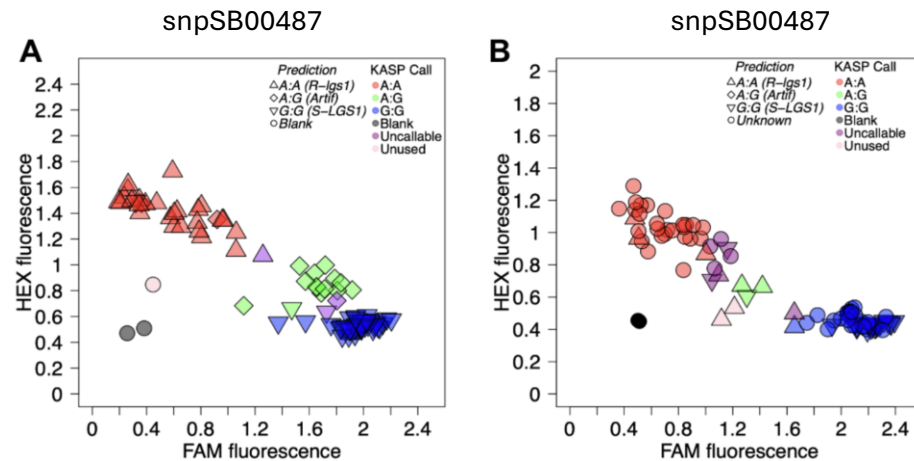 snpSB00487
snpSB00487
A
HEX fluorescence
2.4
2.2
2
1.8
1.6
1.4
1.2
1
0.8
0.6
0.4
0.2
0
Prediction
A:A (R−lgs1)
A:G (Artif)
G:G (S−LGS1)
Blank
KASP Call
A:A
A:G
G:G
Blank
Uncallable
Unused
0 0.4 0.8 1.2 1.6 2 2.4
FAM fluorescence
B
HEX fluorescence
2
1.8
1.6
1.4
1.2
1
0.8
0.6
0.4
0.2
0
Prediction
A:A (R−lgs1)
A:G (Artif)
G:G (S−LGS1)
Unknown
KASP Call
A:A
A:G
G:G
Blank
Uncallable
Unused
0 0.4 0.8 1.2 1.6 2 2.4
FAM fluorescence